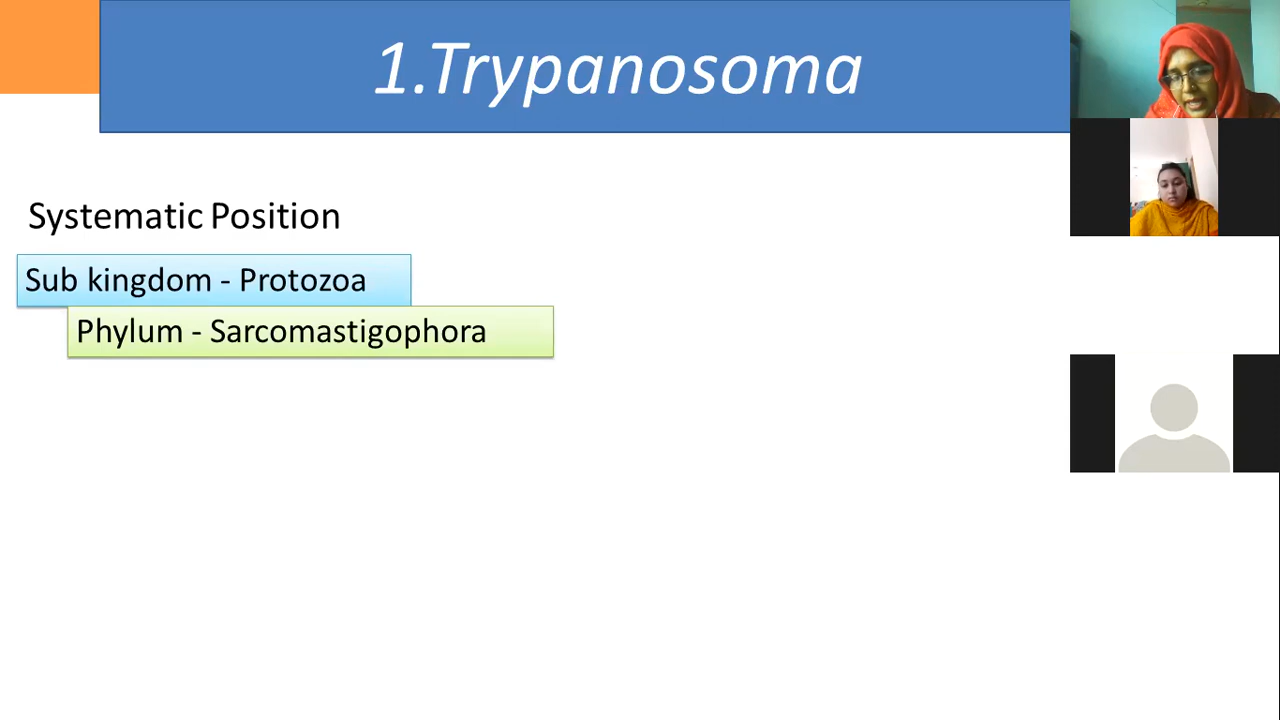 1.Trypanosoma
Systematic Position
Sub kingdom - Protozoa
Phylum - Sarcomastigophora